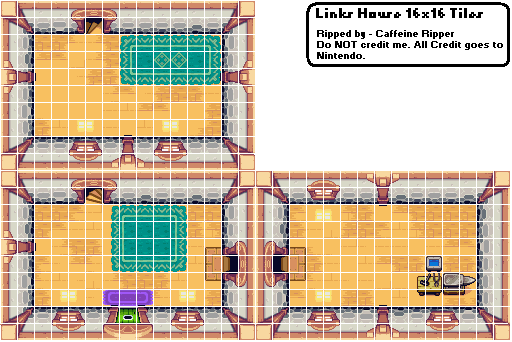 Links House 16x16 Tiles
Ripped by - Caffeine Ripper
Do NOT credit me. All Credit goes to
Nintendo.